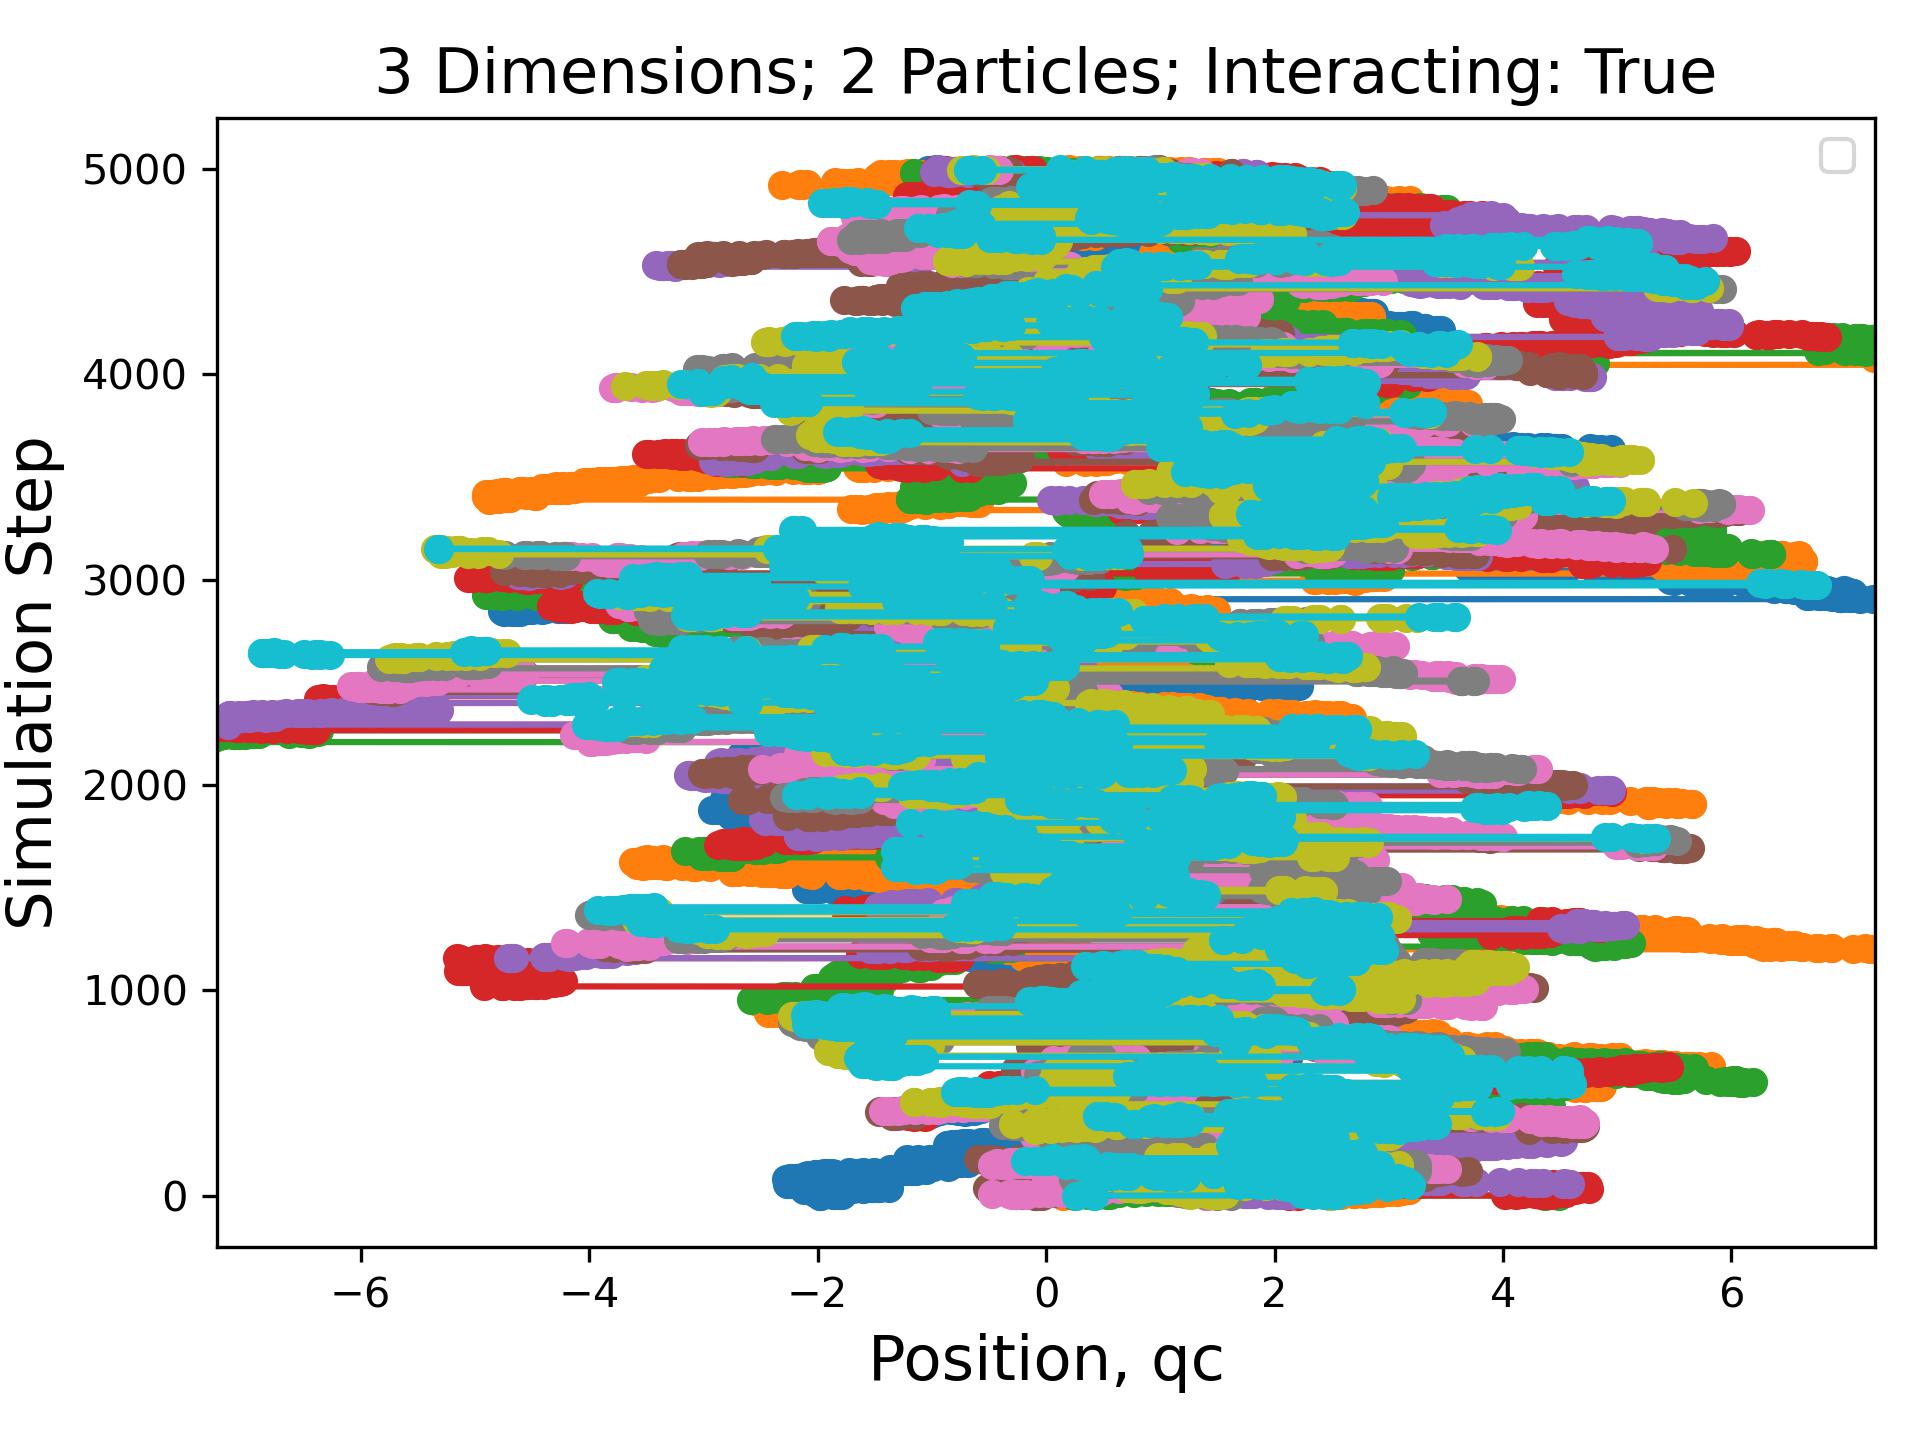 3 Dimensions; 2 Particles; Interacting: True
Simulation Step
5000
4000
3000
2000
1000
0
−6 −4 −2 0 2 4 6
Position, qc